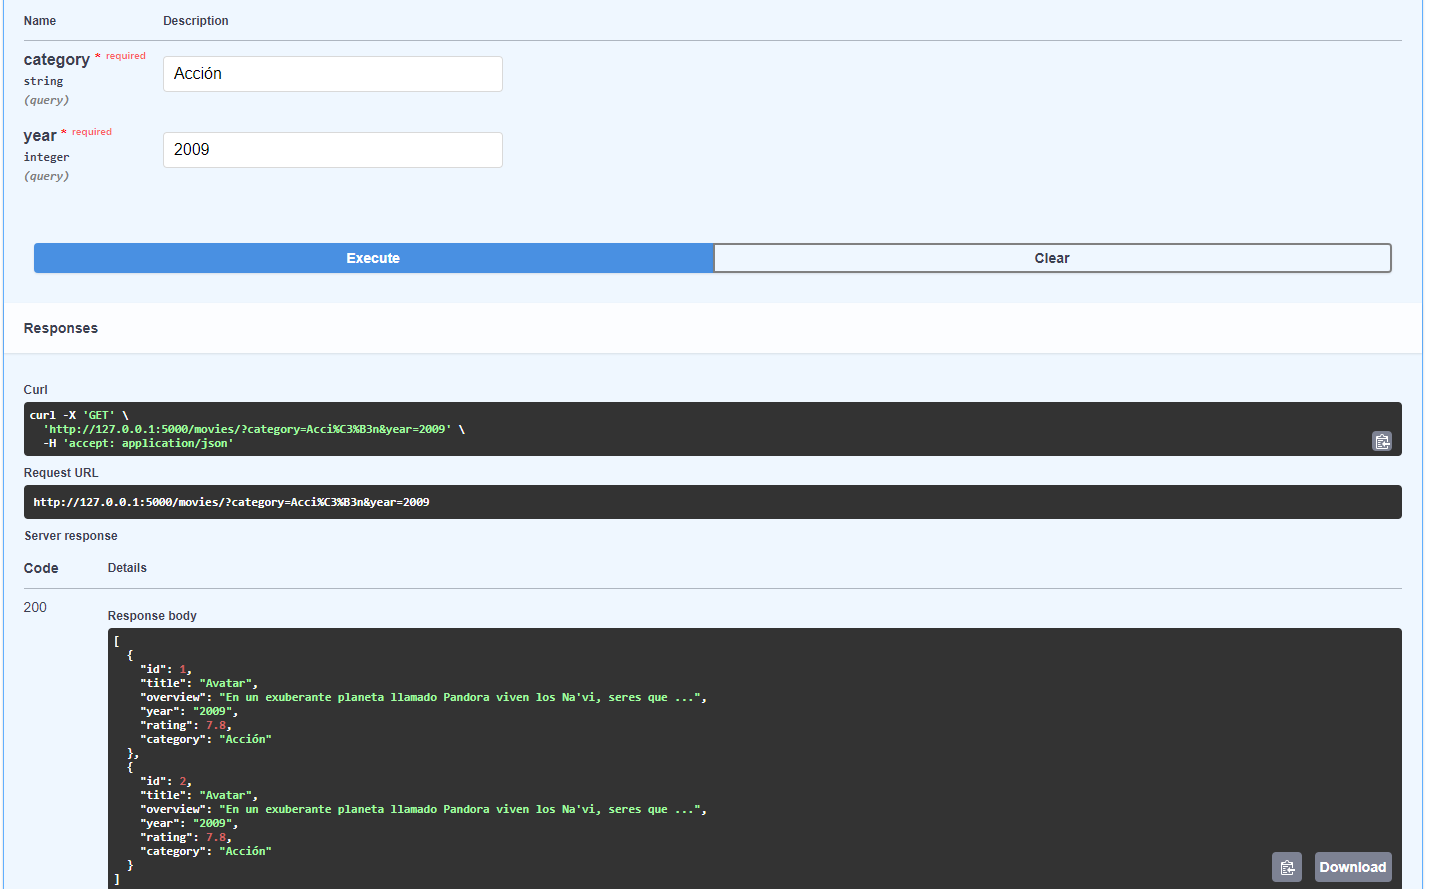 Name Description
category * required
Acción
string
(query)
year * required
2009
integer
(query)
Execute Clear
Responses
Curl
curl -X 'GET' \
  'http://127.0.0.1:5000/movies/?category=Acci%C3%B3n&year=2009' \
  -H 'accept: application/json'
Request URL
http://127.0.0.1:5000/movies/?category=Acci%C3%B3n&year=2009
Server response
Code Details
200
Response body
[
  {
    "id": 1,
    "title": "Avatar",
    "overview": "En un exuberante planeta llamado Pandora viven los Na'vi, seres que ...",
    "year": "2009",
    "rating": 7.8,
    "category": "Acción"
  },
  {
    "id": 2,
    "title": "Avatar",
    "overview": "En un exuberante planeta llamado Pandora viven los Na'vi, seres que ...",
    "year": "2009",
    "rating": 7.8,
    "category": "Acción"
  }
]
Download